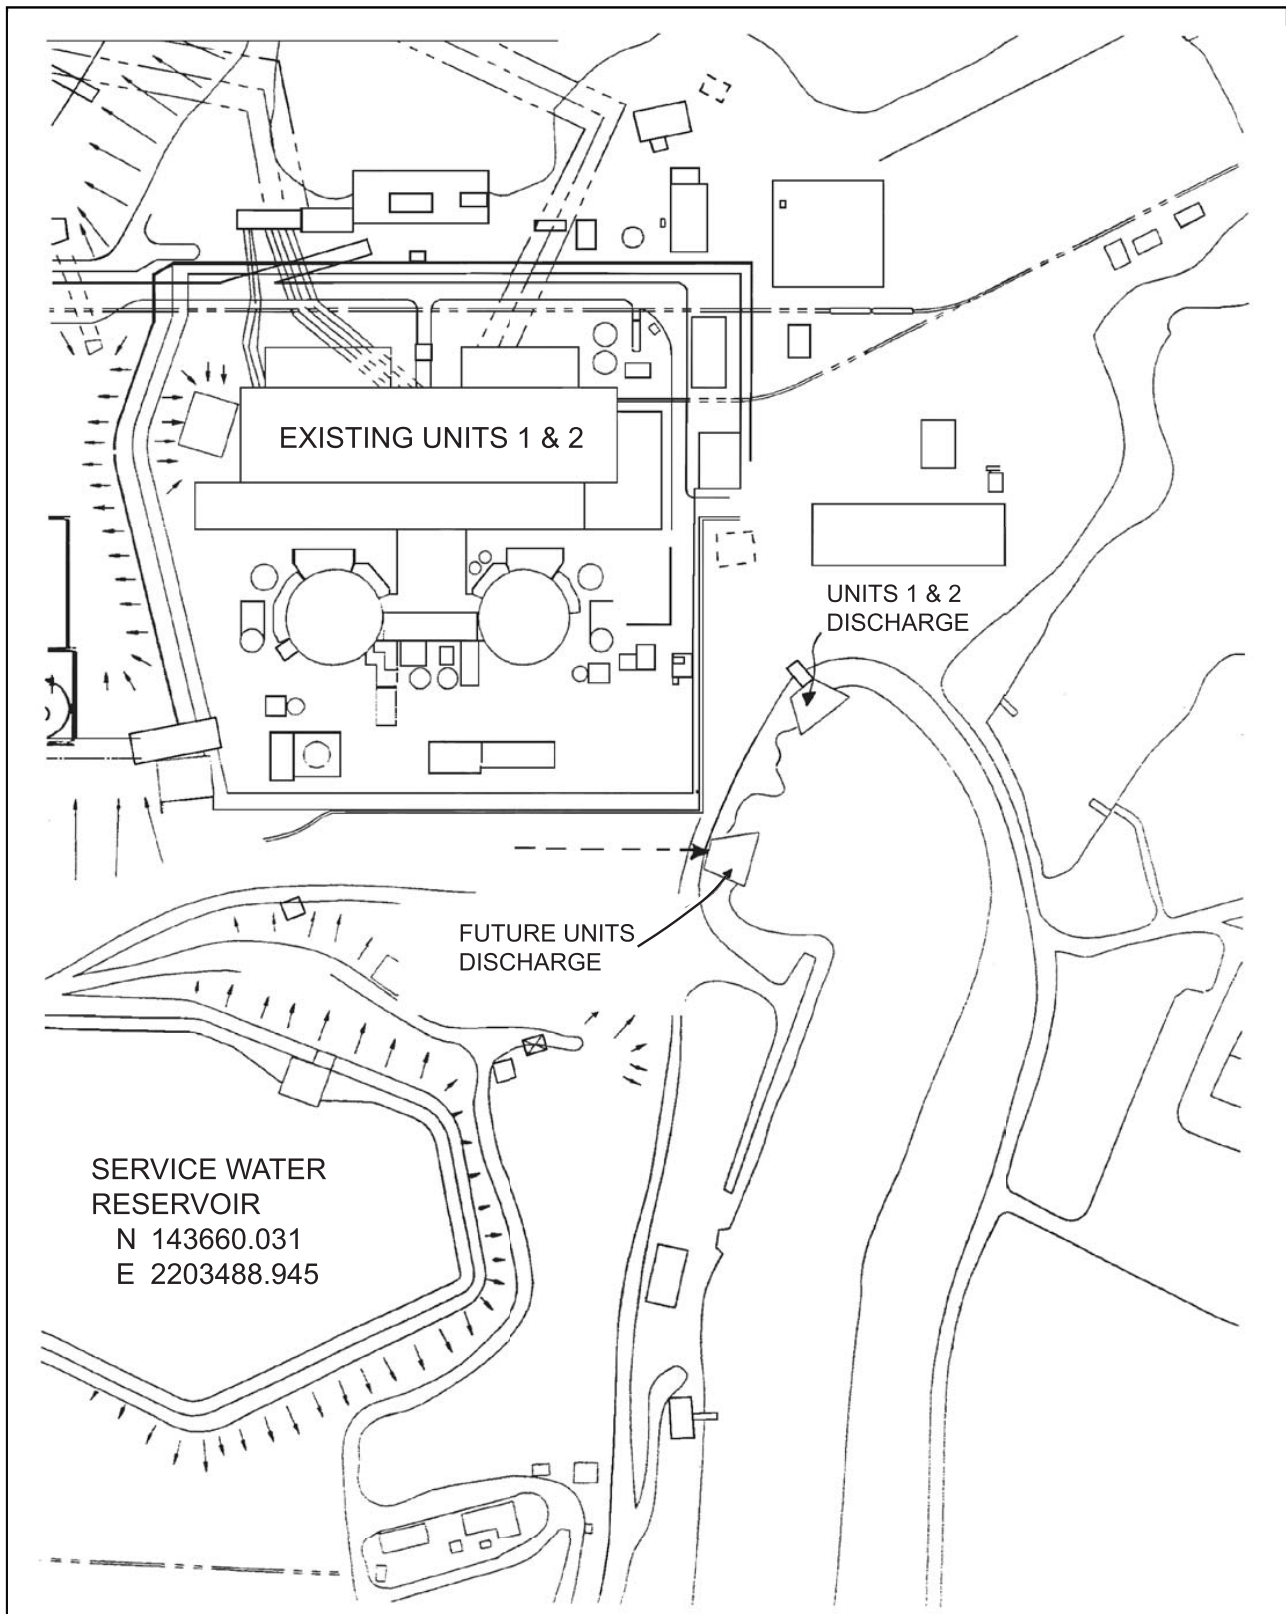 EXISTING UNITS 1 & 2
UNITS 1 & 2
DISCHARGE
FUTURE UNITS
DISCHARGE
SERVICE WATER
RESERVOIR
N 143660.031
E 2203488.945